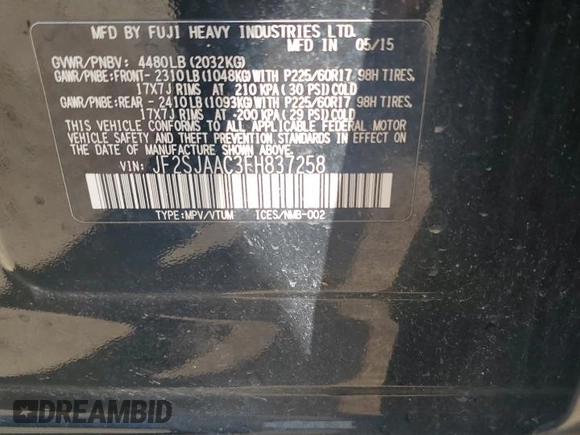 MFD BY FUJI HEAVY INDUSTRIES LTD.
MFD IN 05/15
GVWR/PNBV: 4480LB (2032KG)
GAWR/PNBE: FRONT- 2310LB (1048KG) WITH P225/60R17 98H TIRES,
17X7J RIMS AT 210 KPA (30 PSI) COLD
GAWR/PNBE: REAR - 2410LB (1093KG) WITH P225/60R17 98H TIRES,
17X7J RIMS AT 200 KPA (29 PSI) COLD
THIS VEHICLE CONFORMS TO ALL APPLICABLE FEDERAL MOTOR
VEHICLE SAFETY STANDARDS IN EFFECT ON THE
DATE OF MANUFACTURE SHOWN ABOVE.
VIN: JF2SJAAC3FH837258
TYPE:MPV/VTUM ICES/NMB-002
DREAMBID